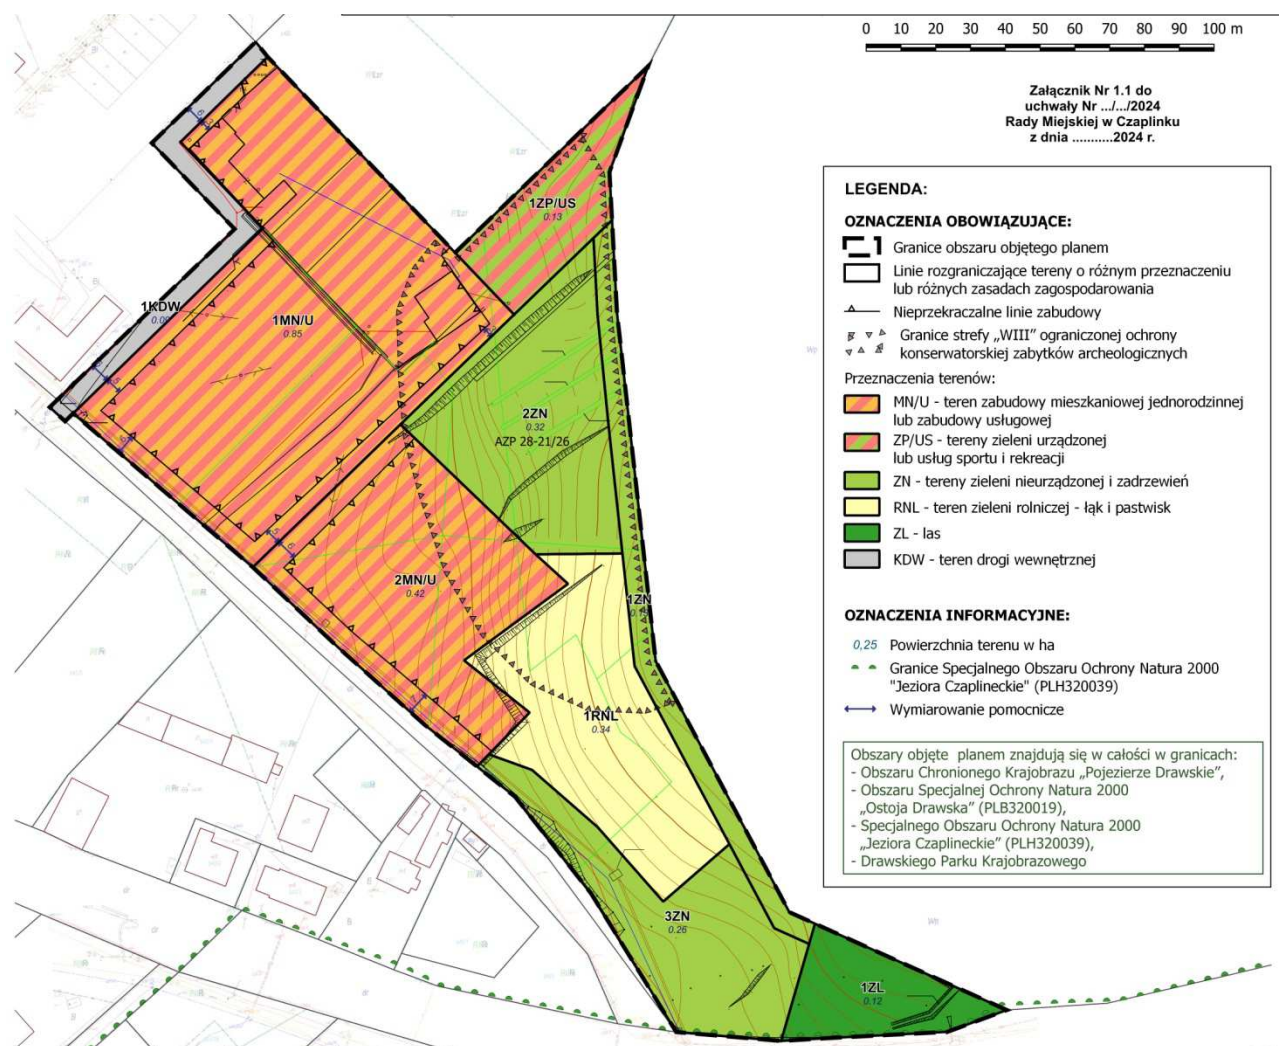 0 10 20 30 40 50 60 70 80 90 100 m
Załącznik Nr 1.1 do
uchwały Nr .../.../2024
Rady Miejskiej w Czaplinku
z dnia ...........2024 r.
LEGENDA:
OZNACZENIA OBOWIĄZUJĄCE:
Granice obszaru objętego planem
Linie rozgraniczające tereny o różnym przeznaczeniu
lub różnych zasadach zagospodarowania
Nieprzekraczalne linie zabudowy
Granice strefy „WIII” ograniczonej ochrony
konserwatorskiej zabytków archeologicznych
Przeznaczenia terenów:
MN/U - teren zabudowy mieszkaniowej jednorodzinnej
lub zabudowy usługowej
ZP/US - tereny zieleni urządzonej
lub usług sportu i rekreacji
ZN - tereny zieleni nieurządzonej i zadrzewień
RNL - teren zieleni rolniczej - łąk i pastwisk
ZL - las
KDW - teren drogi wewnętrznej
OZNACZENIA INFORMACYJNE:
0,25 Powierzchnia terenu w ha
Granice Specjalnego Obszaru Ochrony Natura 2000
"Jeziora Czaplineckie" (PLH320039)
Wymiarowanie pomocnicze
Obszary objęte planem znajdują się w całości w granicach:
- Obszaru Chronionego Krajobrazu „Pojezierze Drawskie”,
- Obszaru Specjalnej Ochrony Natura 2000
„Ostoja Drawska” (PLB320019),
- Specjalnego Obszaru Ochrony Natura 2000
„Jeziora Czaplineckie” (PLH320039),
- Drawskiego Parku Krajobrazowego
1ZP/US
0.13
1KDW
1MN/U
0.85
2ZN
0.32
AZP 28-21/26
2MN/U
0.42
1ZN
1RNL
0.34
3ZN
0.26
1ZL
0.12